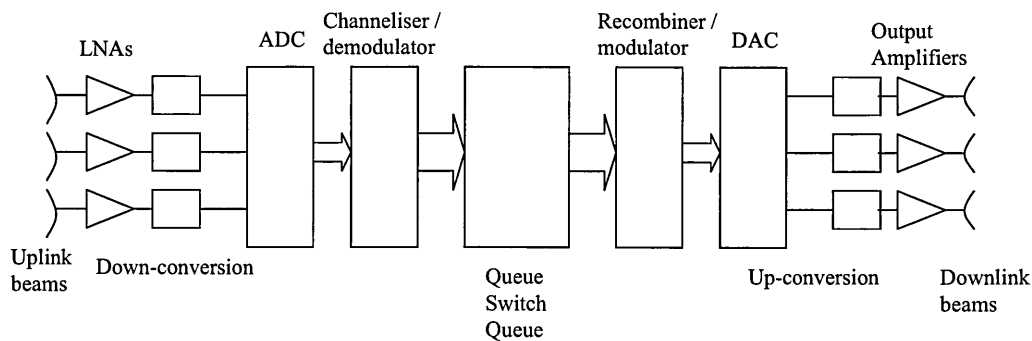 LNAs
ADC
Channeliser /
demodulator
Recombiner /
modulator
DAC
Output
Amplifiers
Uplink
beams
Down-conversion
Queue
Switch
Queue
Up-conversion
Downlink
beams